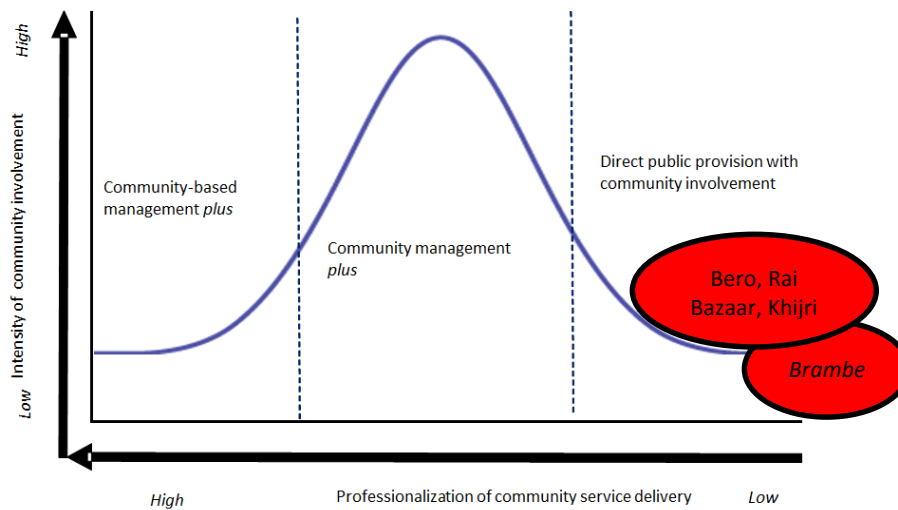 High
Intensity of community involvement
Low
Community-based
management plus
Community management
plus
Direct public provision with
community involvement
Bero, Rai
Bazaar, Khijri
Brambe
High
Professionalization of community service delivery
Low